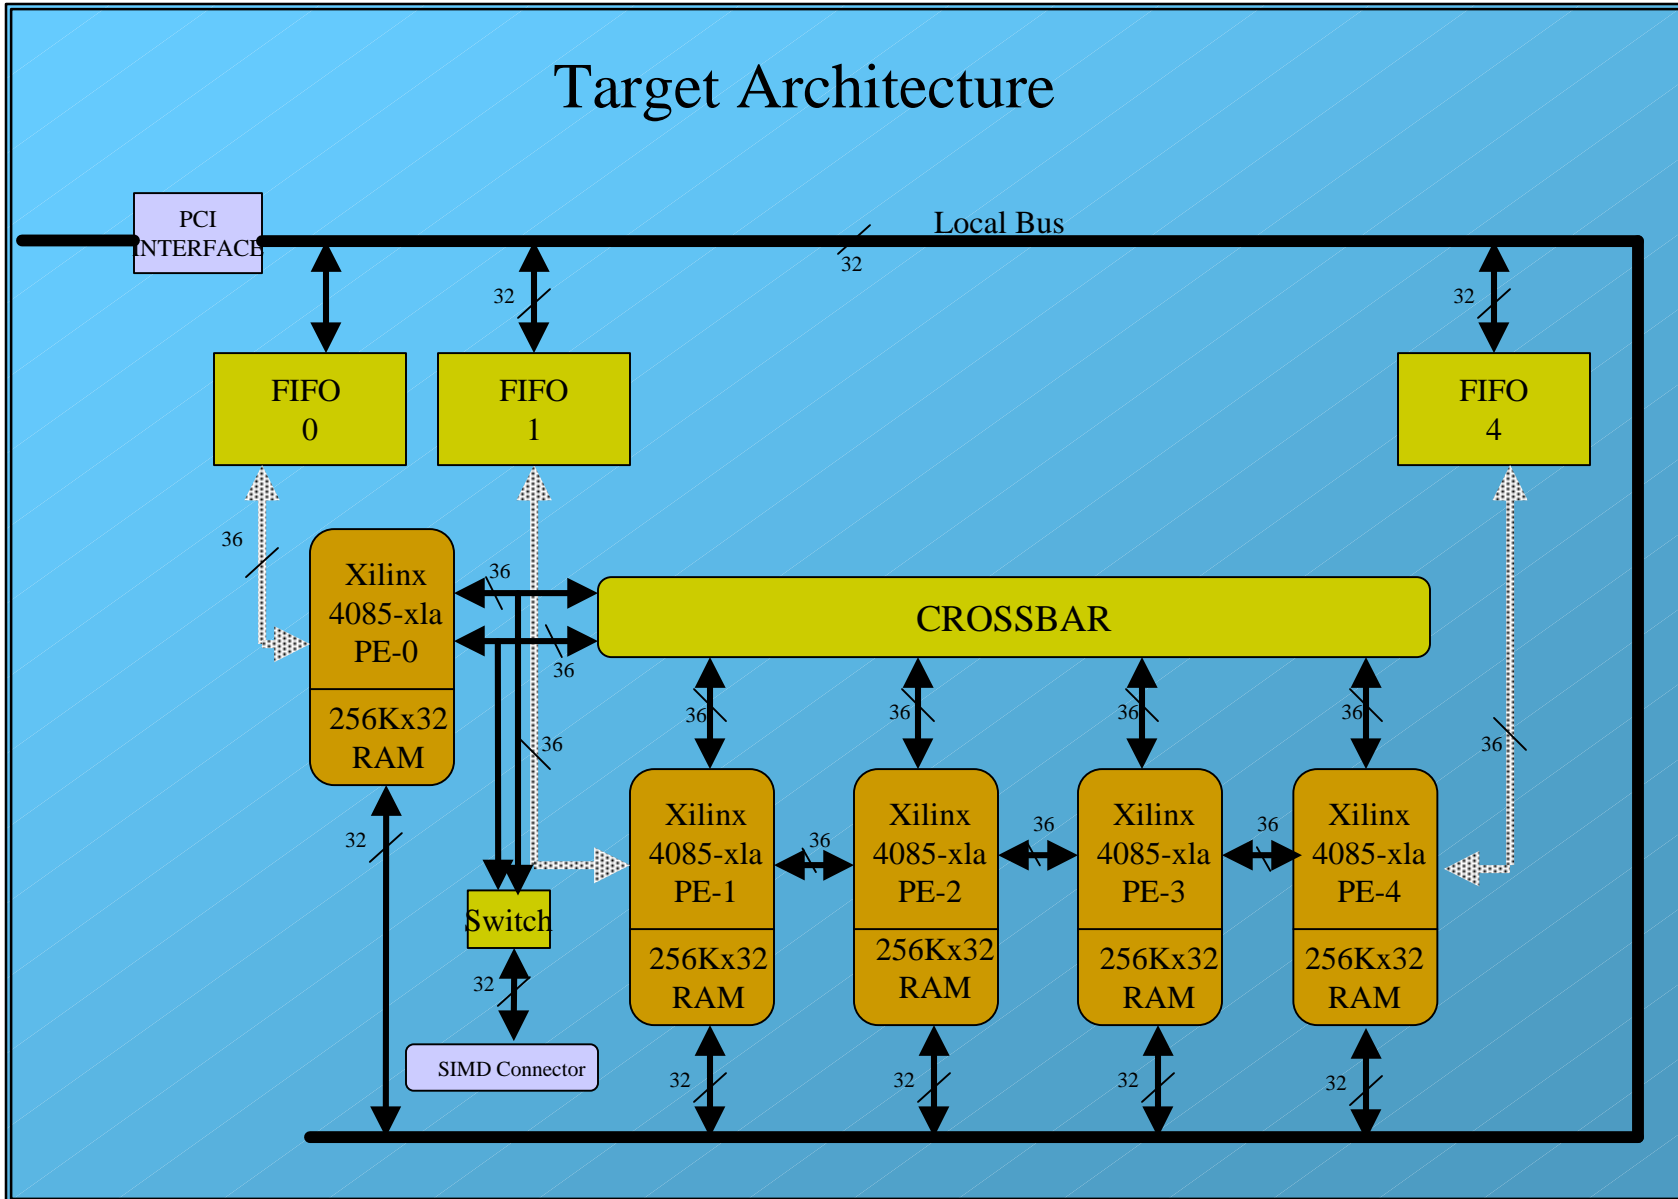 Target Architecture
PCI
INTERFACE
Local Bus
32
32
32
FIFO
0
FIFO
1
FIFO
4
36
36
36
36
36
Xilinx
4085-xla
PE-0
256Kx32
RAM
CROSSBAR
36
36
36
36
32
Xilinx
4085-xla
PE-1
256Kx32
RAM
36
Xilinx
4085-xla
PE-2
256Kx32
RAM
36
Xilinx
4085-xla
PE-3
256Kx32
RAM
36
Xilinx
4085-xla
PE-4
256Kx32
RAM
Switch
32
SIMD Connector
32
32
32
32